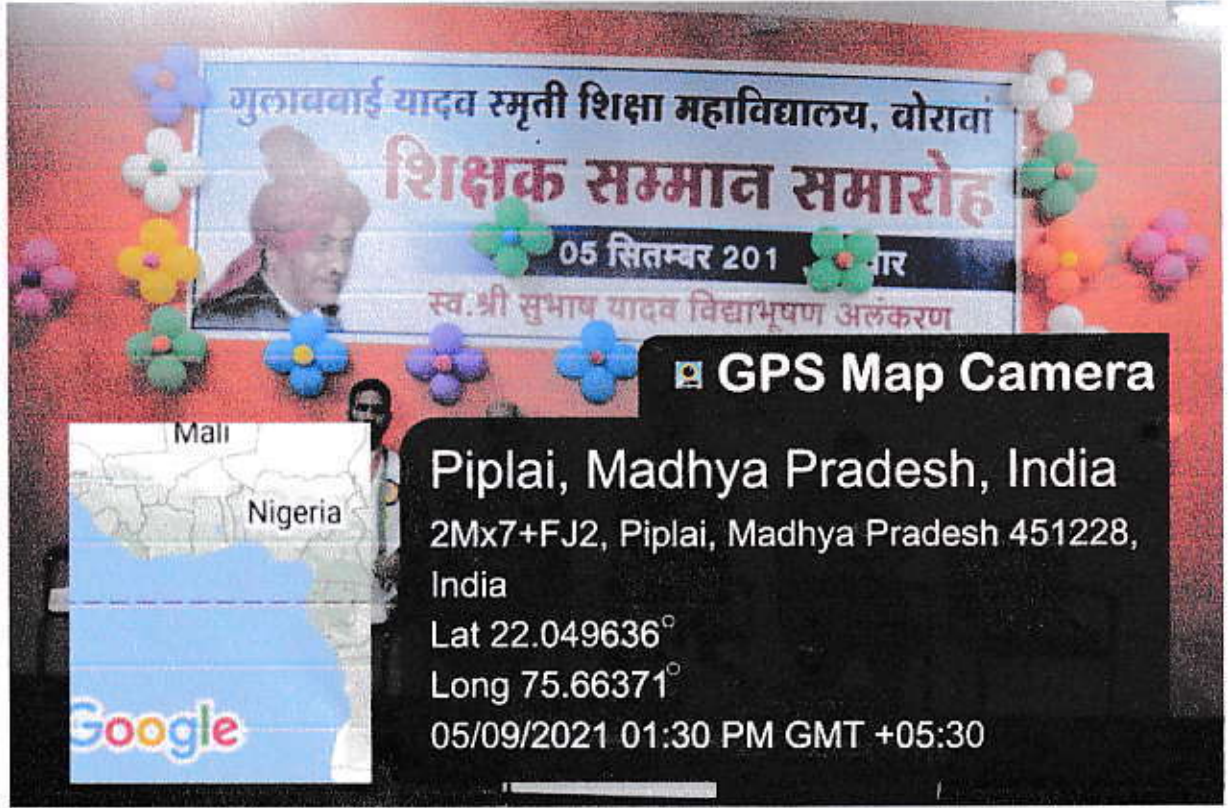 गुलाबबाई यादव स्मृती शिक्षा महाविद्यालय, बोरावां
शिक्षक सम्मान समारोह
05 सितम्बर 201 वार
स्व.श्री सुभाष यादव विद्याभूषण अलंकरण
GPS Map Camera
Mali
Nigeria
Google
Piplai, Madhya Pradesh, India
2Mx7+FJ2, Piplai, Madhya Pradesh 451228,
India
Lat 22.049636°
Long 75.66371°
05/09/2021 01:30 PM GMT +05:30